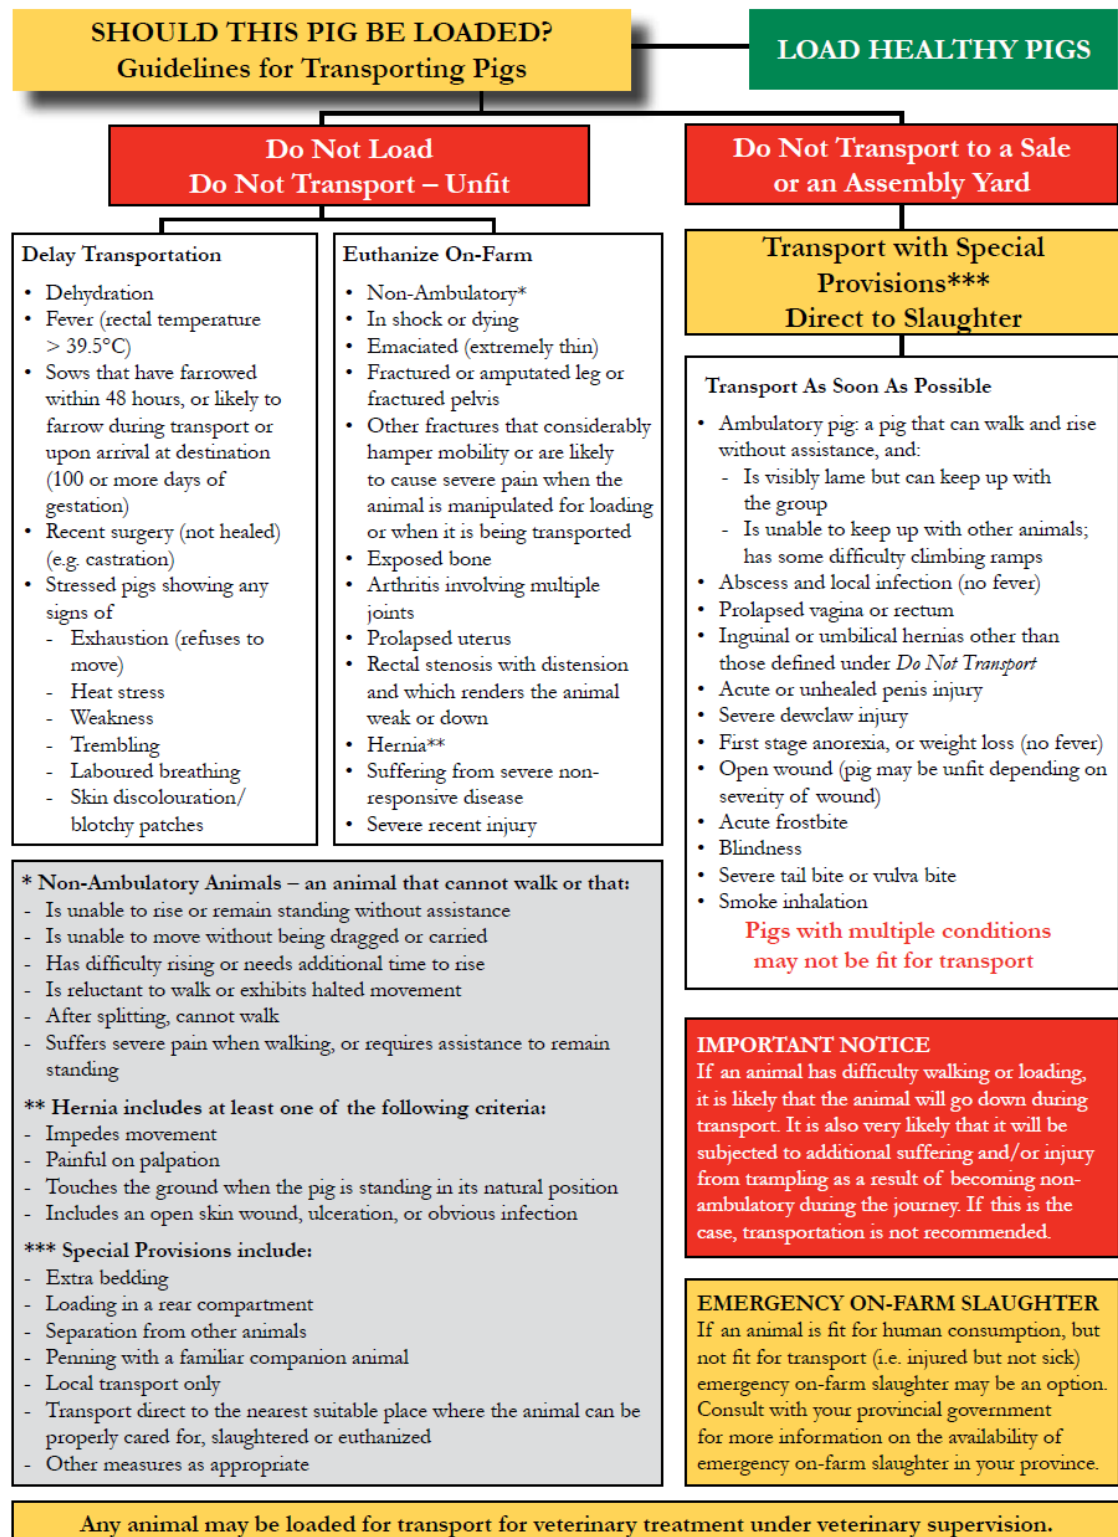 SHOULD THIS PIG BE LOADED?
Guidelines for Transporting Pigs
LOAD HEALTHY PIGS
Do Not Load
Do Not Transport – Unfit
Do Not Transport to a Sale
or an Assembly Yard
Delay Transportation
• Dehydration
• Fever (rectal temperature
> 39.5°C)
• Sows that have farrowed
within 48 hours, or likely to
farrow during transport or
upon arrival at destination
(100 or more days of
gestation)
• Recent surgery (not healed)
(e.g. castration)
• Stressed pigs showing any
signs of
- Exhaustion (refuses to
move)
- Heat stress
- Weakness
- Trembling
- Laboured breathing
- Skin discolouration/
blotchy patches
Euthanize On-Farm
• Non-Ambulatory*
• In shock or dying
• Emaciated (extremely thin)
• Fractured or amputated leg or
fractured pelvis
• Other fractures that considerably
hamper mobility or are likely
to cause severe pain when the
animal is manipulated for loading
or when it is being transported
• Exposed bone
• Arthritis involving multiple
joints
• Prolapsed uterus
• Rectal stenosis with distension
and which renders the animal
weak or down
• Hernia**
• Suffering from severe non-
responsive disease
• Severe recent injury
Transport with Special
Provisions***
Direct to Slaughter
Transport As Soon As Possible
• Ambulatory pig: a pig that can walk and rise
without assistance, and:
- Is visibly lame but can keep up with
the group
- Is unable to keep up with other animals;
has some difficulty climbing ramps
• Abscess and local infection (no fever)
• Prolapsed vagina or rectum
• Inguinal or umbilical hernias other than
those defined under Do Not Transport
• Acute or unhealed penis injury
• Severe dewclaw injury
• First stage anorexia, or weight loss (no fever)
• Open wound (pig may be unfit depending on
severity of wound)
• Acute frostbite
• Blindness
• Severe tail bite or vulva bite
• Smoke inhalation
Pigs with multiple conditions
may not be fit for transport
* Non-Ambulatory Animals – an animal that cannot walk or that:
- Is unable to rise or remain standing without assistance
- Is unable to move without being dragged or carried
- Has difficulty rising or needs additional time to rise
- Is reluctant to walk or exhibits halted movement
- After splitting, cannot walk
- Suffers severe pain when walking, or requires assistance to remain
standing
** Hernia includes at least one of the following criteria:
- Impedes movement
- Painful on palpation
- Touches the ground when the pig is standing in its natural position
- Includes an open skin wound, ulceration, or obvious infection
*** Special Provisions include:
- Extra bedding
- Loading in a rear compartment
- Separation from other animals
- Penning with a familiar companion animal
- Local transport only
- Transport direct to the nearest suitable place where the animal can be
properly cared for, slaughtered or euthanized
- Other measures as appropriate
IMPORTANT NOTICE
If an animal has difficulty walking or loading,
it is likely that the animal will go down during
transport. It is also very likely that it will be
subjected to additional suffering and/or injury
from trampling as a result of becoming non-
ambulatory during the journey. If this is the
case, transportation is not recommended.
EMERGENCY ON-FARM SLAUGHTER
If an animal is fit for human consumption, but
not fit for transport (i.e. injured but not sick)
emergency on-farm slaughter may be an option.
Consult with your provincial government
for more information on the availability of
emergency on-farm slaughter in your province.
Any animal may be loaded for transport for veterinary treatment under veterinary supervision.